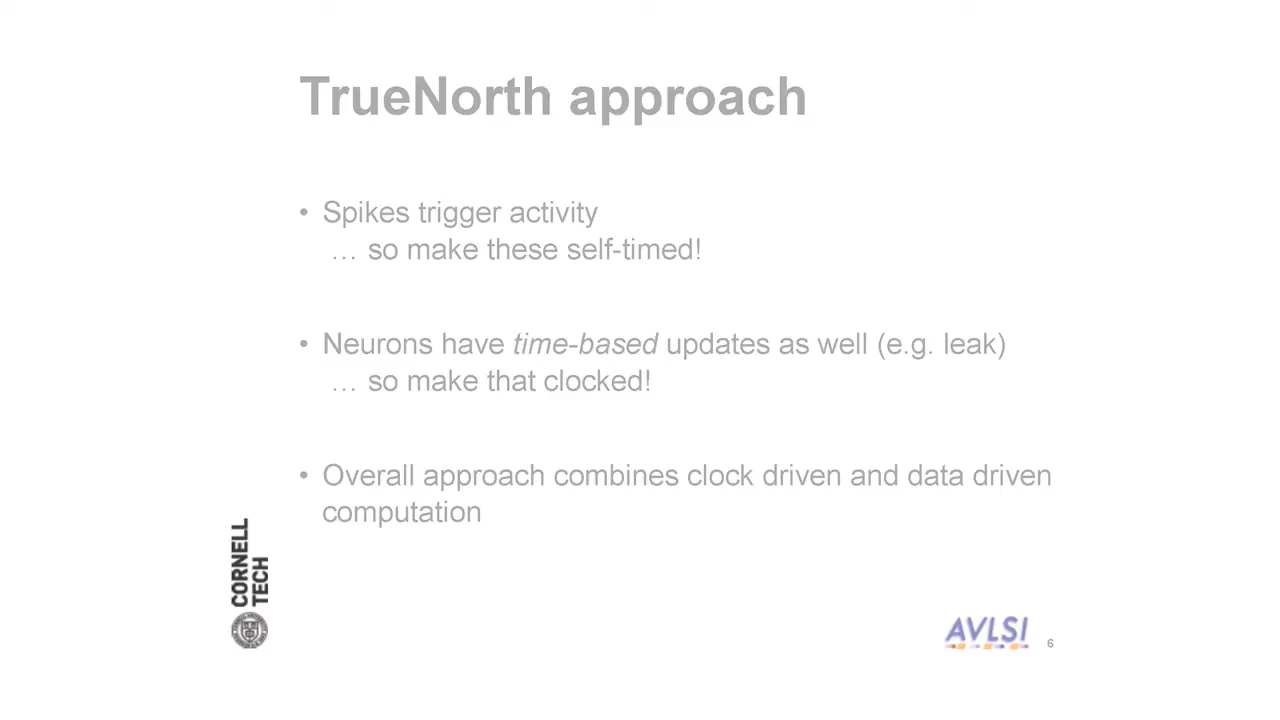 TrueNorth approach
• Spikes trigger activity
… so make these self-timed!
• Neurons have time-based updates as well (e.g. leak)
… so make that clocked!
• Overall approach combines clock driven and data driven
computation
CORNELL
TECH
AVLSI
6